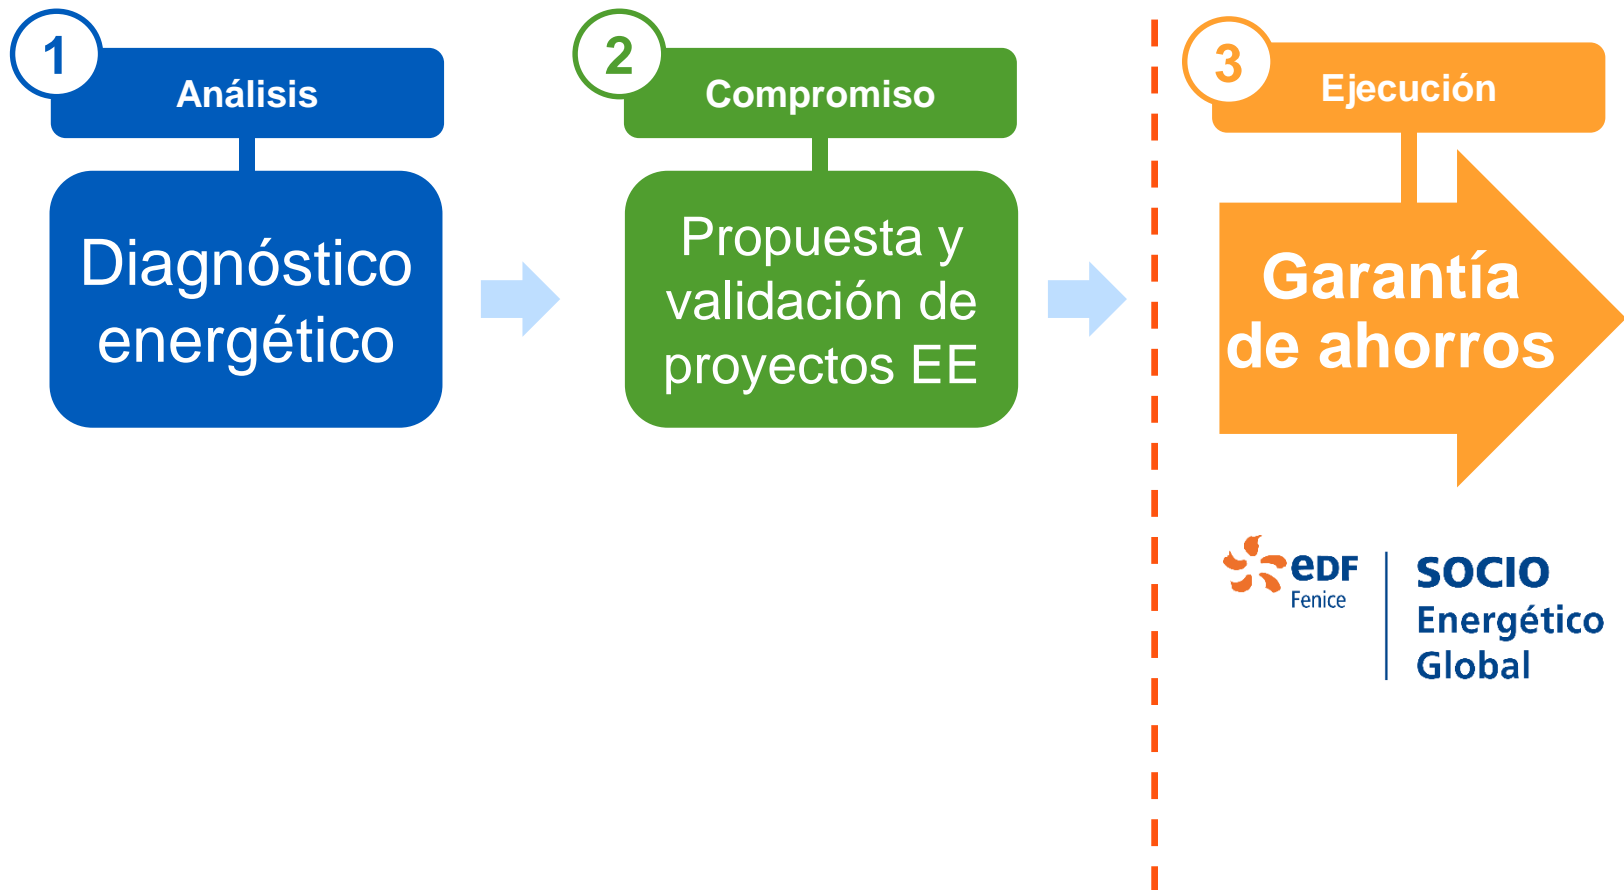 1
Análisis
Diagnóstico
energético
2
Compromiso
Propuesta y
validación de
proyectos EE
3
Ejecución
Garantía
de ahorros
eDF
Fenice
SOCIO
Energético
Global